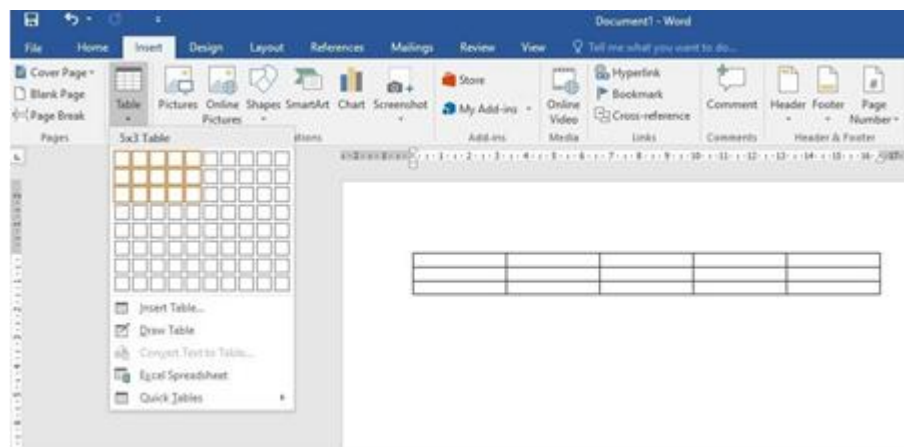 Document1 - Word
File Home Insert Design Layout References Mailings Review View Tell me what you want to do...
Cover Page
Blank Page
Page Break
Table
Pictures
Online Pictures
Shapes
SmartArt
Chart
Screenshot
Store
My Add-ins
Online Video
Hyperlink
Bookmark
Cross-reference
Comment
Header
Footer
Page Number
Pages
Add-ins
Media
Links
Comments
Header & Footer
5x3 Table
Insert Table...
Draw Table
Convert Text to Table...
Excel Spreadsheet
Quick Tables